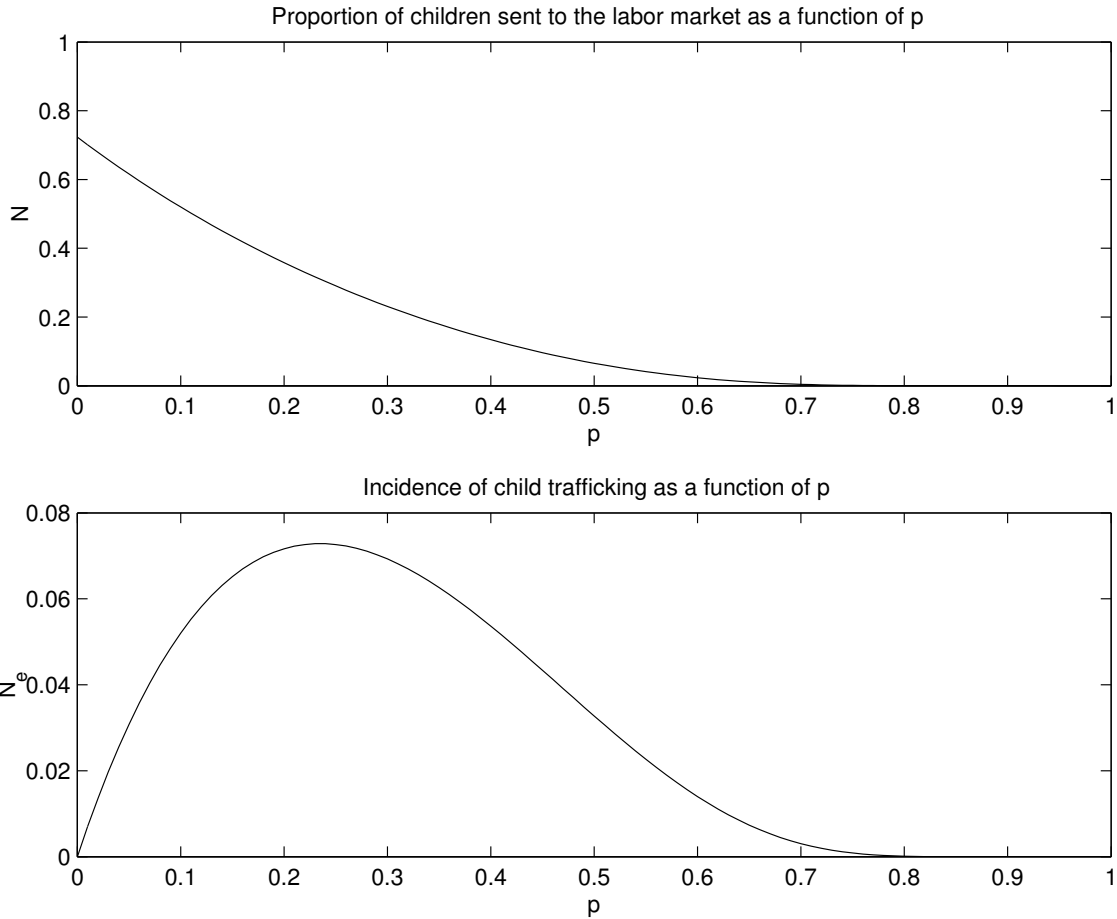 Proportion of children sent to the labor market as a function of p
1
0.8
0.6
0.4
0.2
0
N
0 0.1 0.2 0.3 0.4 0.5 0.6 0.7 0.8 0.9 1
p
Incidence of child trafficking as a function of p
0.08
0.06
0.04
0.02
0
Ne
0 0.1 0.2 0.3 0.4 0.5 0.6 0.7 0.8 0.9 1
p